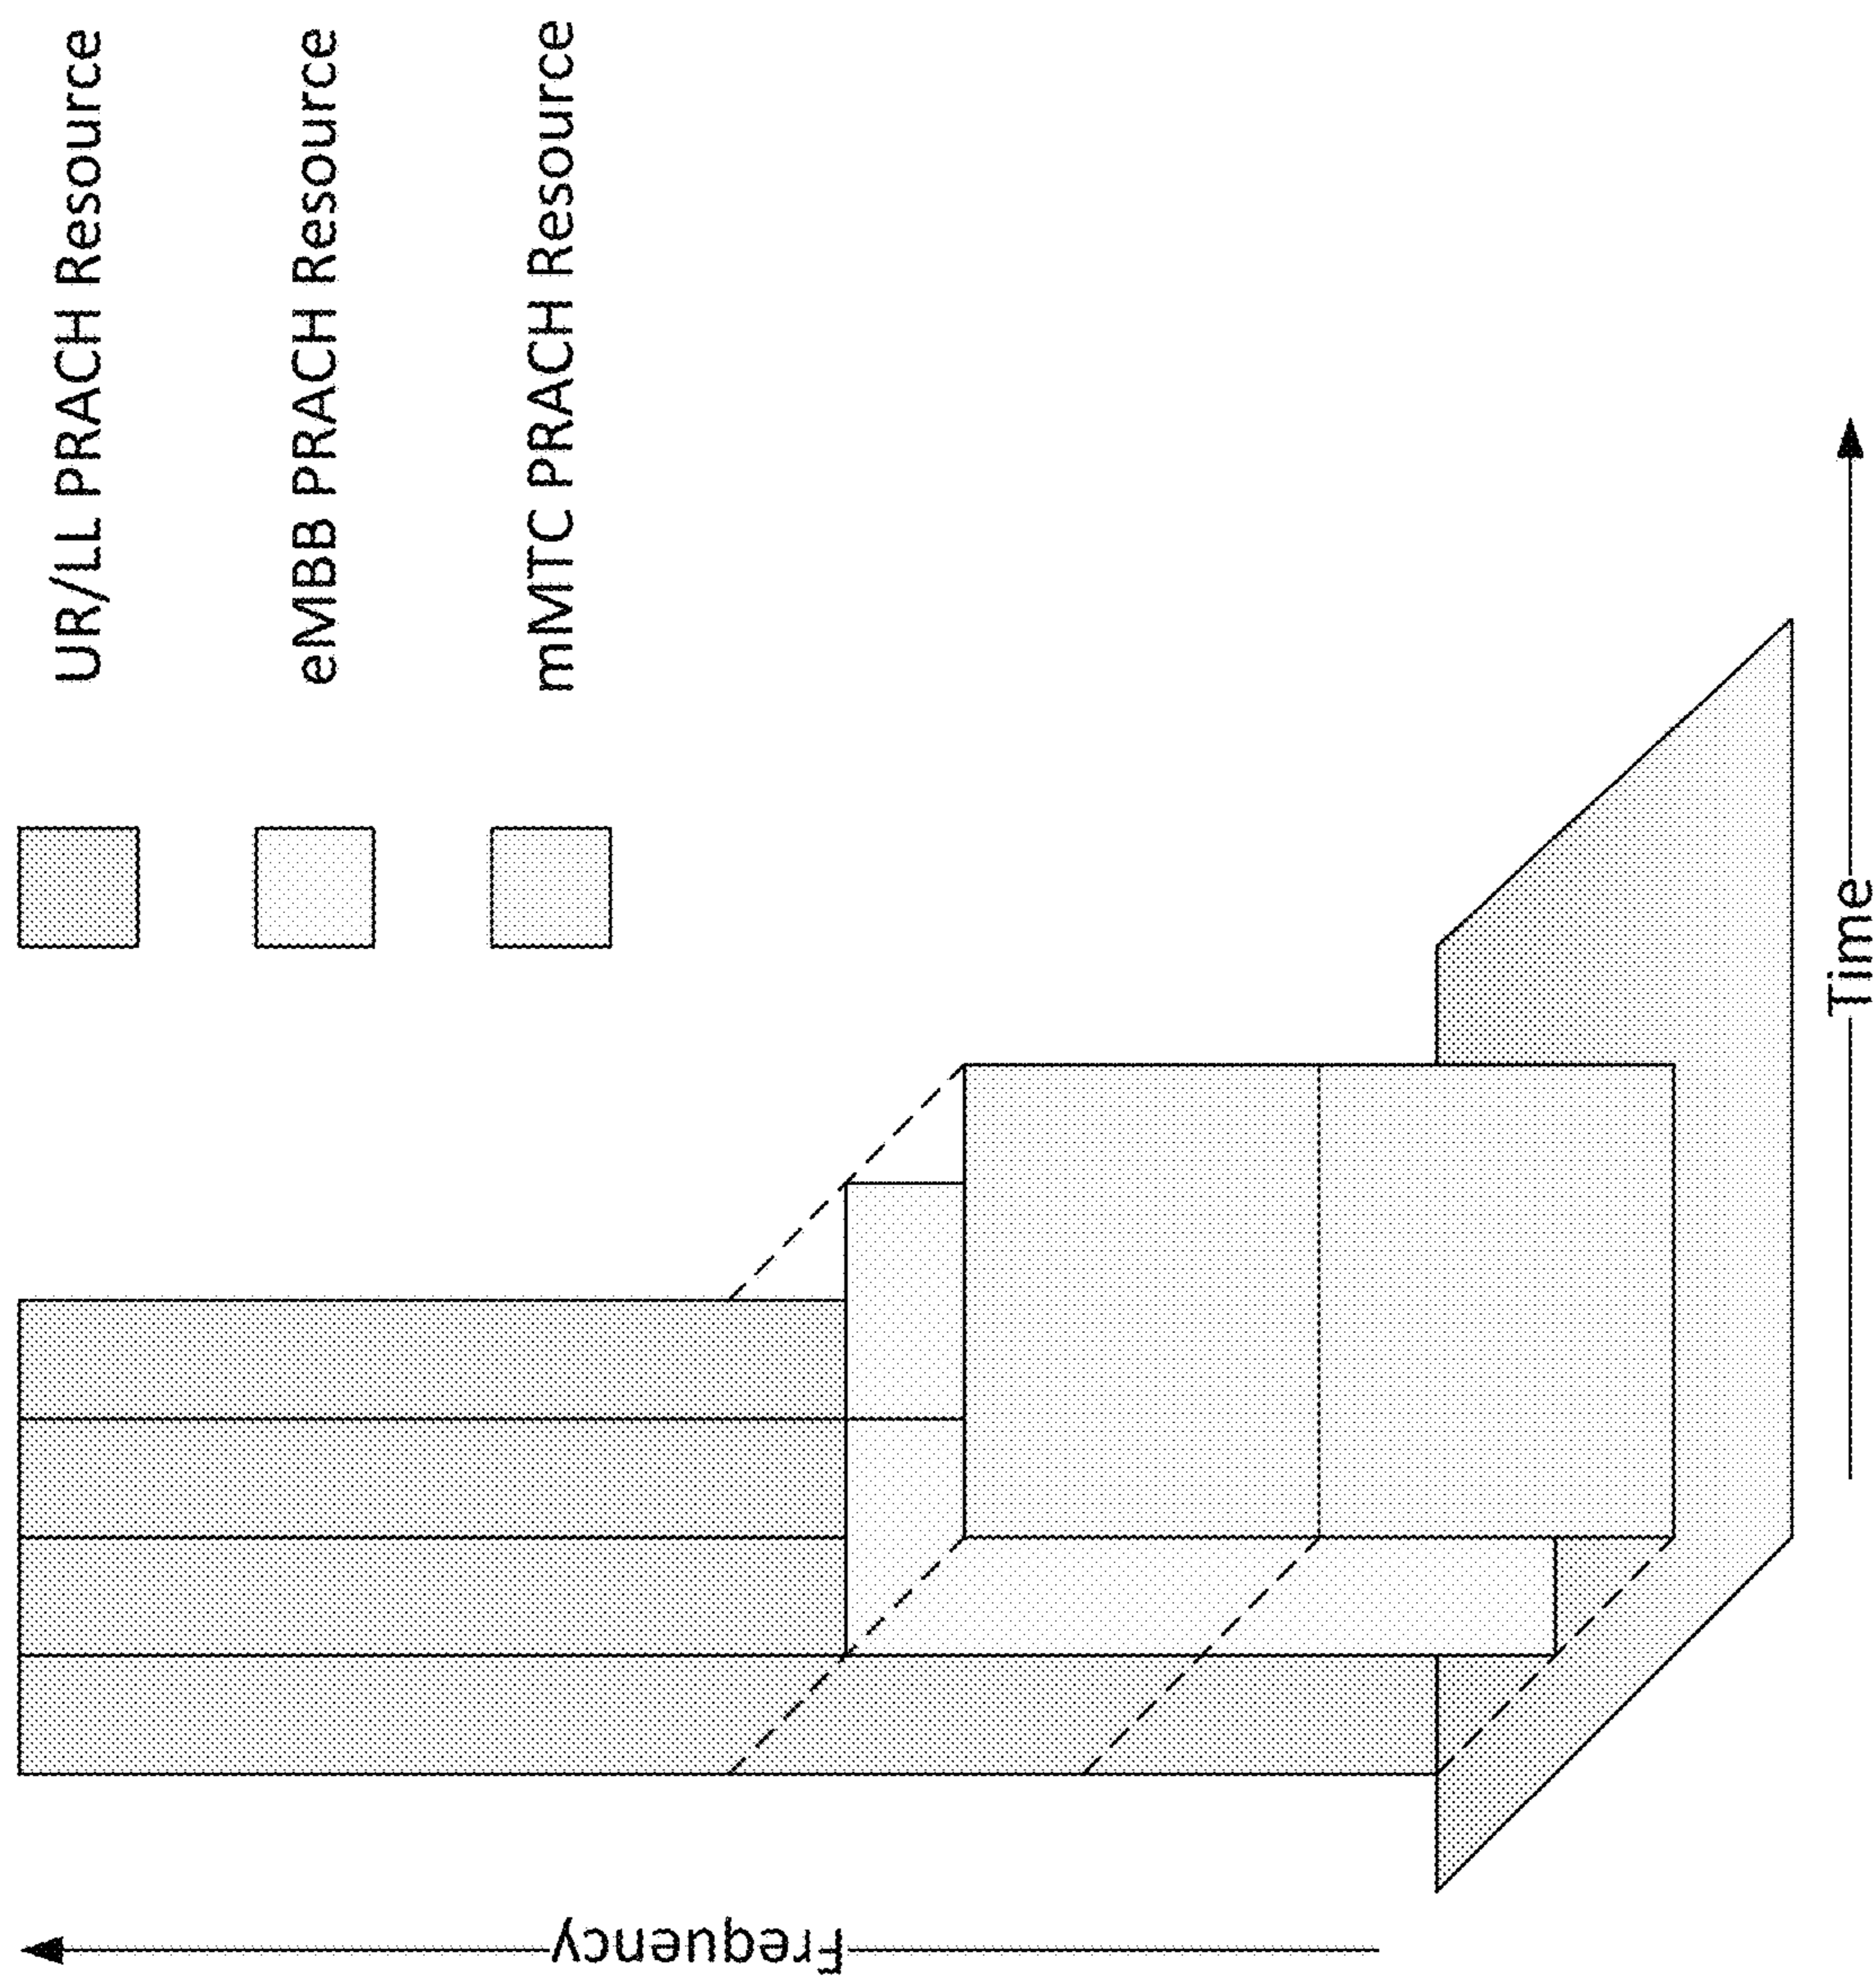 UR/LL PRACH Resource
eMBB PRACH Resource
mMTC PRACH Resource
Frequency
Time